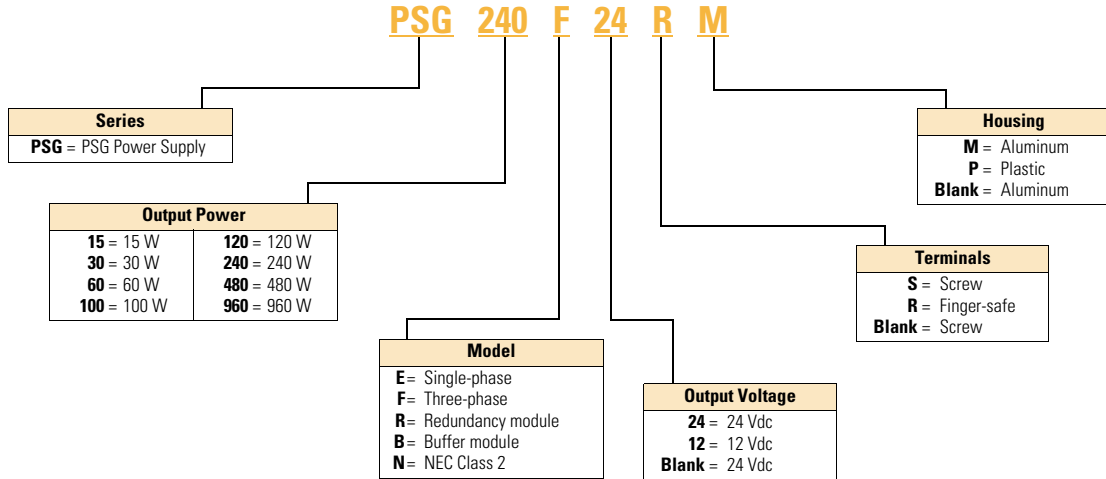 PSG 240 F 24 R M
Series
PSG = PSG Power Supply
Output Power
15 = 15 W
30 = 30 W
60 = 60 W
100 = 100 W
120 = 120 W
240 = 240 W
480 = 480 W
960 = 960 W
Model
E = Single-phase
F = Three-phase
R = Redundancy module
B = Buffer module
N = NEC Class 2
Output Voltage
24 = 24 Vdc
12 = 12 Vdc
Blank = 24 Vdc
Terminals
S = Screw
R = Finger-safe
Blank = Screw
Housing
M = Aluminum
P = Plastic
Blank = Aluminum